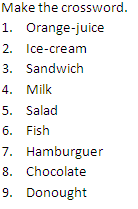 Make the crossword.
1. Orange-juice
2. Ice-cream
3. Sandwich
4. Milk
5. Salad
6. Fish
7. Hamburguer
8. Chocolate
9. Donought